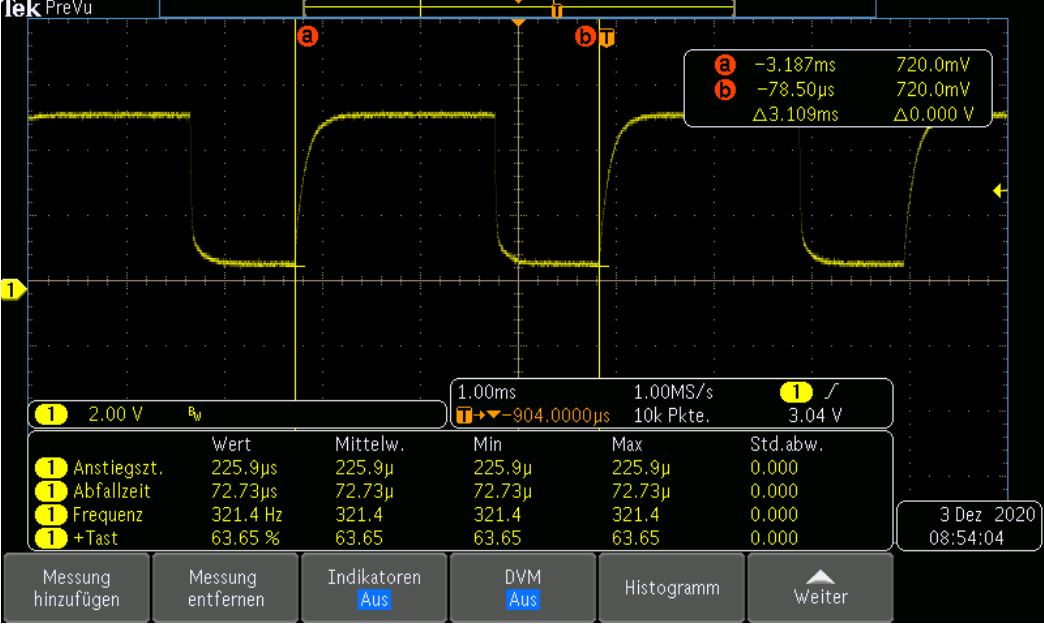 Tek PreVu
T
a b T
a -3.187ms 720.0mV
b -78.50µs 720.0mV
△3.109ms △0.000 V
1
1 2.00 V BW
1.00ms 1.00MS/s 1
T→▼-904.0000µs 10k Pkte. 3.04 V
Wert Mittelw. Min Max Std.abw.
1 Anstiegszt. 225.9µs 225.9µ 225.9µ 225.9µ 0.000
1 Abfallzeit 72.73µs 72.73µ 72.73µ 72.73µ 0.000
1 Frequenz 321.4 Hz 321.4 321.4 321.4 0.000
1 +Tast 63.65 % 63.65 63.65 63.65 0.000
3 Dez 2020
08:54:04
Messung
hinzufügen
Messung
entfernen
Indikatoren
Aus
DVM
Aus
Histogramm
Weiter